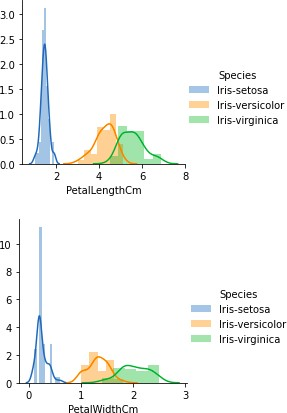 3.0
2.5
2.0
1.5
1.0
0.5
0.0
2 4 6 8
PetalLengthCm
Species
Iris-setosa
Iris-versicolor
Iris-virginica
10
8
6
4
2
0
0 1 2 3
PetalWidthCm
Species
Iris-setosa
Iris-versicolor
Iris-virginica